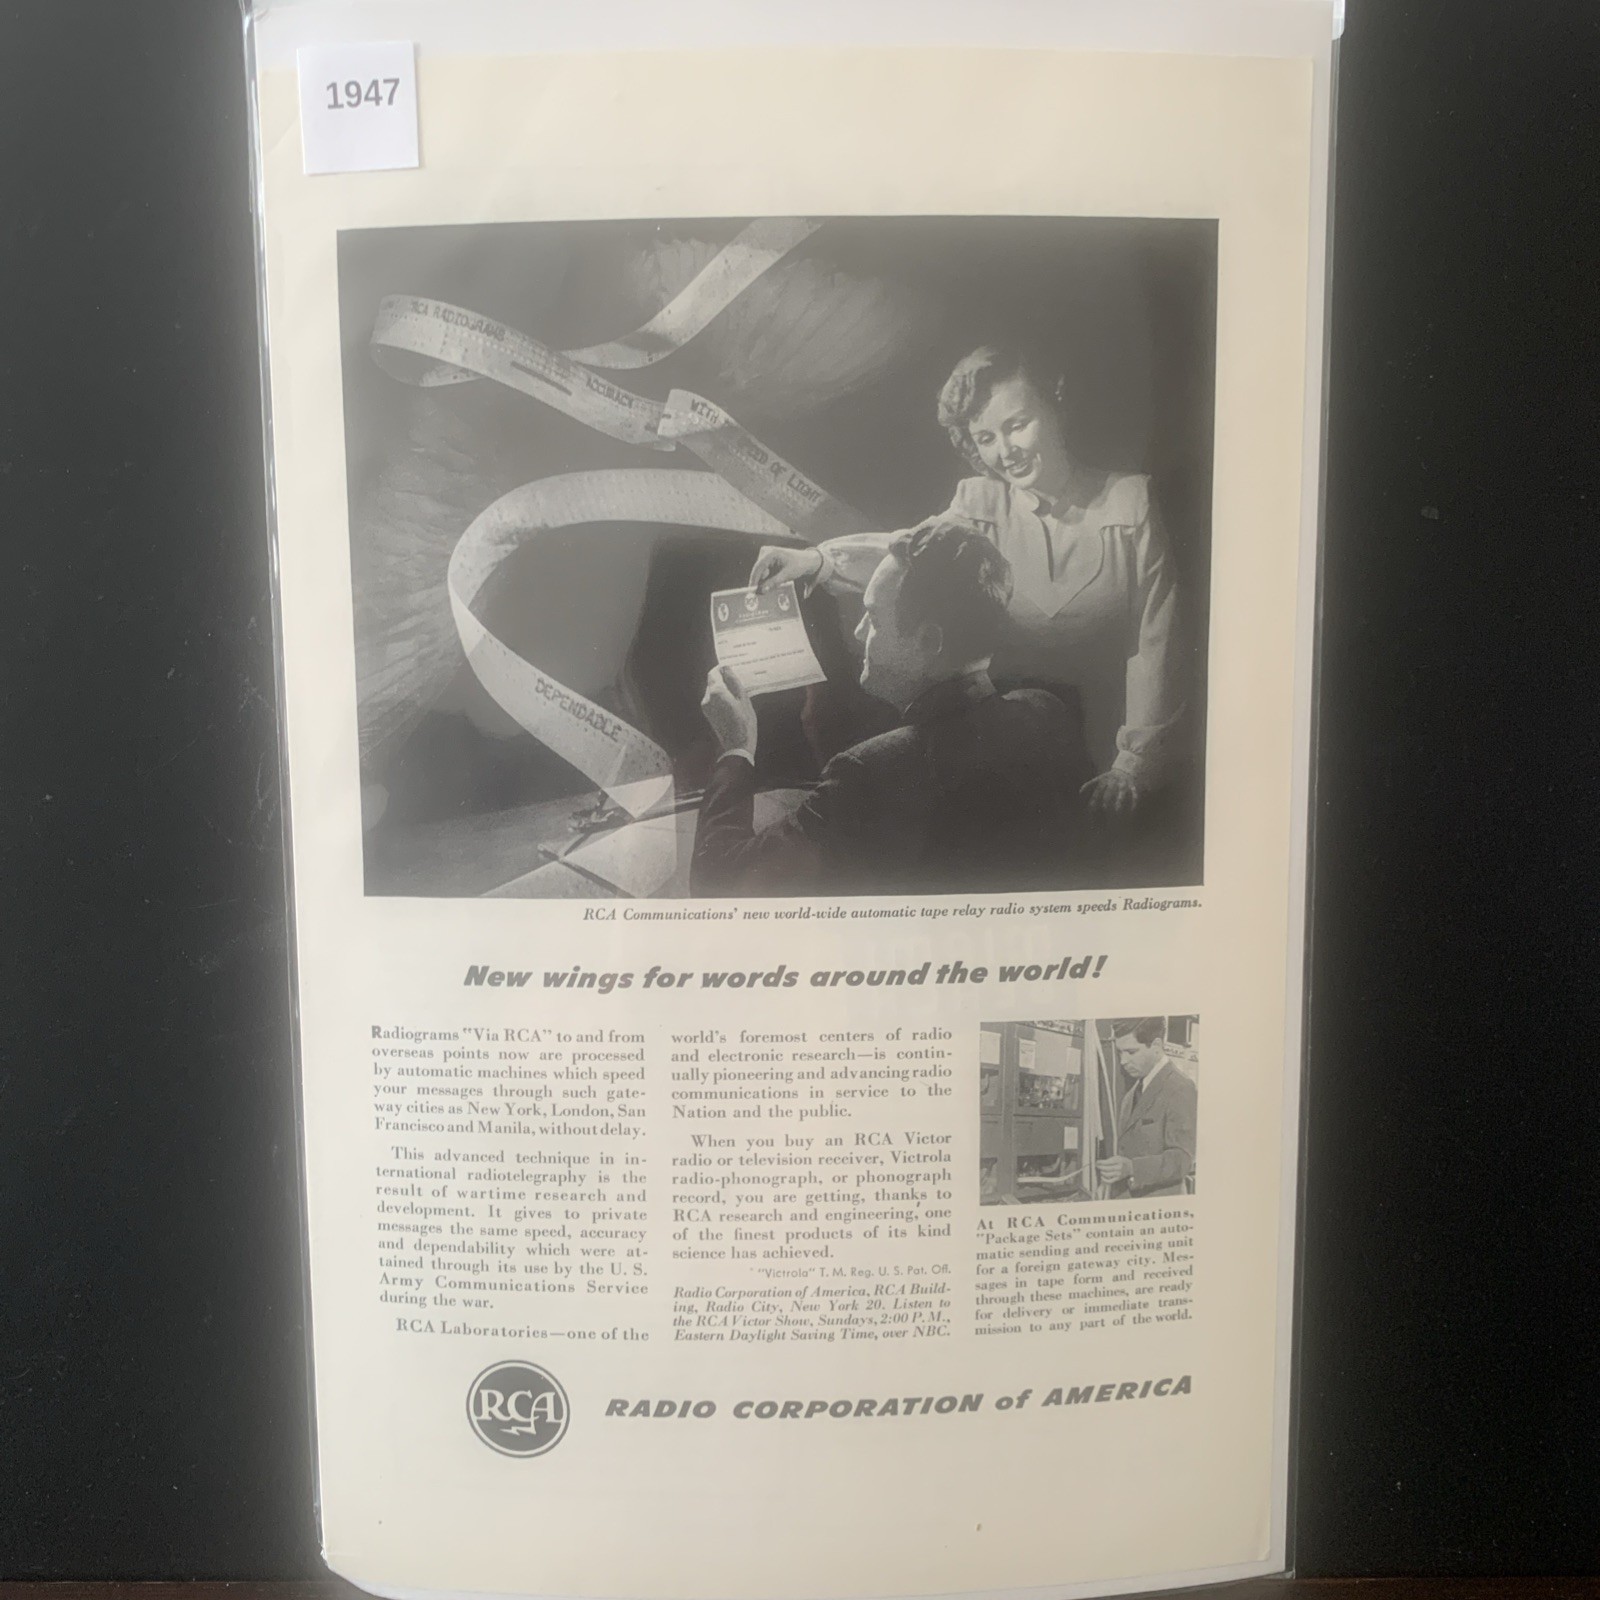 1947
RCA RADIOGRAMS
ACCURACY
WITH
SPEED OF LIGHT
DEPENDABLE
RCA Communications' new world-wide automatic tape relay radio system speeds Radiograms.
New wings for words around the world!
Radiograms "Via RCA" to and from
overseas points now are processed
by automatic machines which speed
your messages through such gate-
way cities as New York, London, San
Francisco and Manila, without delay.
This advanced technique in in-
ternational radiotelegraphy is the
result of wartime research and
development. It gives to private
messages the same speed, accuracy
and dependability which were at-
tained through its use by the U. S.
Army Communications Service
during the war.
RCA Laboratories—one of the
world's foremost centers of radio
and electronic research—is contin-
ually pioneering and advancing radio
communications in service to the
Nation and the public.
When you buy an RCA Victor
radio or television receiver, Victrola
radio-phonograph, or phonograph
record, you are getting, thanks to
RCA research and engineering, one
of the finest products of its kind
science has achieved.
"Victrola" T. M. Reg. U. S. Pat. Off.
Radio Corporation of America, RCA Build-
ing, Radio City, New York 20. Listen to
the RCA Victor Show, Sundays, 2:00 P.M.,
Eastern Daylight Saving Time, over NBC.
At RCA Communications,
"Package Sets" contain an auto-
matic sending and receiving unit
for a foreign gateway city. Mes-
sages in tape form and received
through these machines, are ready
for delivery or immediate trans-
mission to any part of the world.
RCA
RADIO CORPORATION of AMERICA